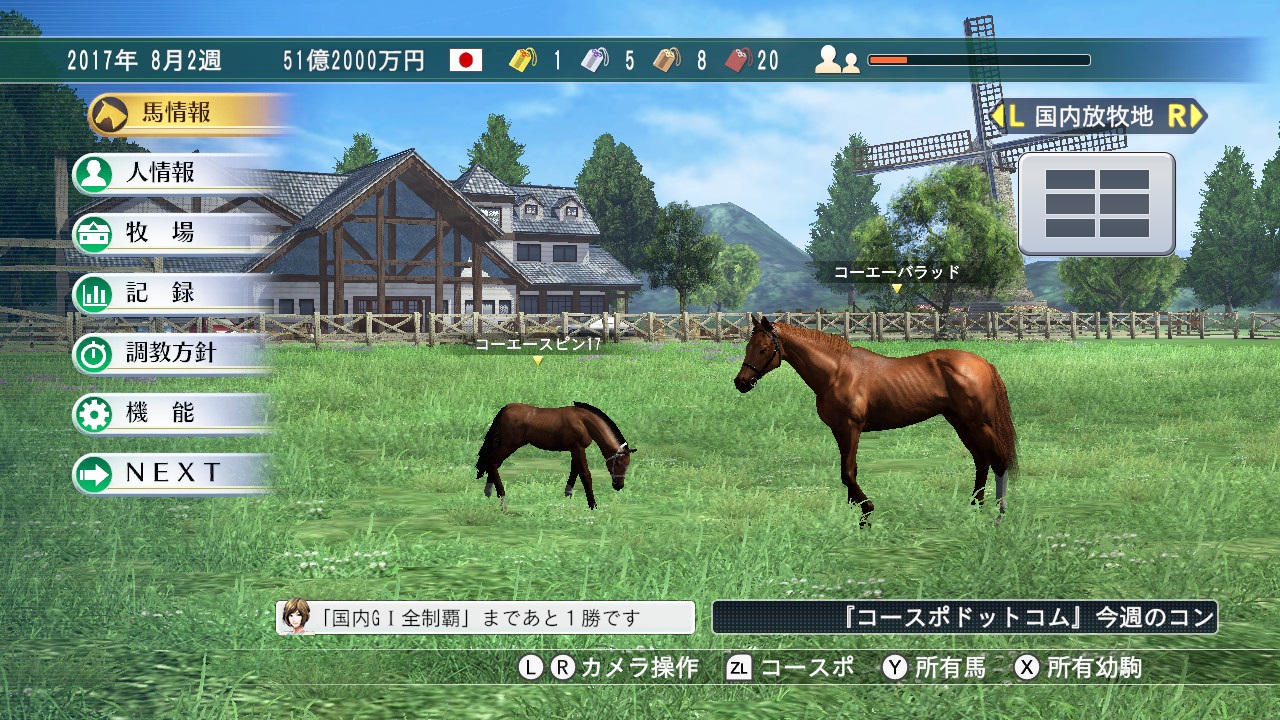 2017年 8月2週 51億2000万円 1 5 8 20
馬情報
L 国内放牧地 R
人情報
牧 場
記 録
調教方針
機 能
NEXT
コーエーパラッド
コーエースピン17
「国内GⅠ全制覇」まであと1勝です
『コースポドットコム』今週のコン
L R カメラ操作 ZL コースポ Y 所有馬 X 所有幼駒